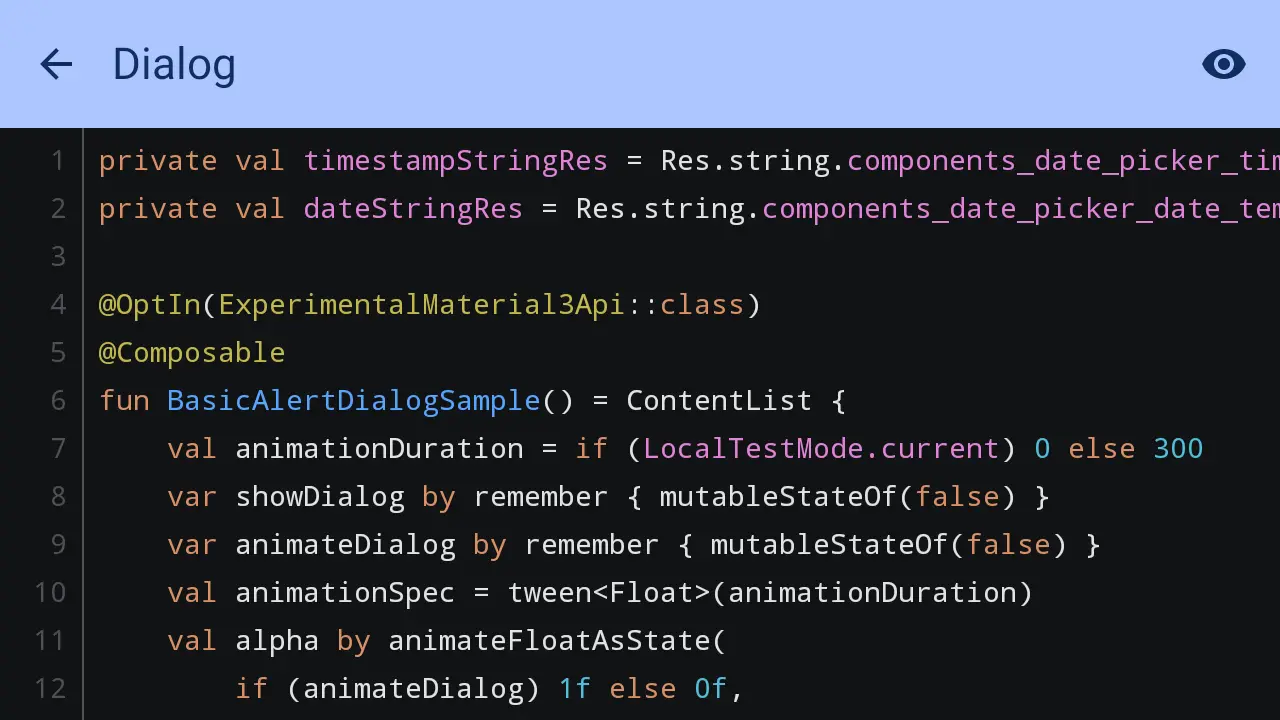 Dialog
1 private val timestampStringRes = Res.string.components_date_picker_tim
2 private val dateStringRes = Res.string.components_date_picker_date_tem
3
4 @OptIn(ExperimentalMaterial3Api::class)
5 @Composable
6 fun BasicAlertDialogSample() = ContentList {
7     val animationDuration = if (LocalTestMode.current) 0 else 300
8     var showDialog by remember { mutableStateOf(false) }
9     var animateDialog by remember { mutableStateOf(false) }
10     val animationSpec = tween<Float>(animationDuration)
11     val alpha by animateFloatAsState(
12         if (animateDialog) 1f else 0f,